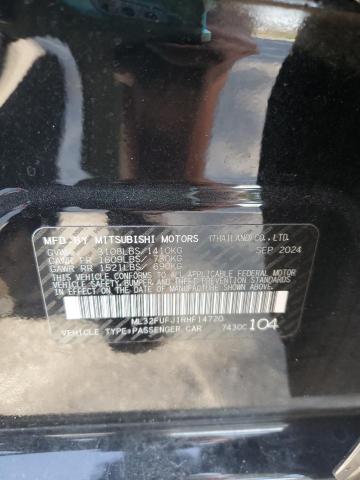 MFD. BY MITSUBISHI MOTORS (THAILAND) CO., LTD.
GVWR 3108LBS/1410KG SEP 2024
GAWR FR 1609LBS/730KG
GAWR RR 1521LBS/690KG
THIS VEHICLE CONFORMS TO ALL APPLICABLE FEDERAL
MOTOR VEHICLE SAFETY, BUMPER AND THEFT PREVENTION STANDARDS
IN EFFECT ON THE DATE OF MANUFACTURE SHOWN ABOVE.
ML32FUFJ1RHF14720
VEHICLE TYPE:PASSENGER CAR 7430C 104